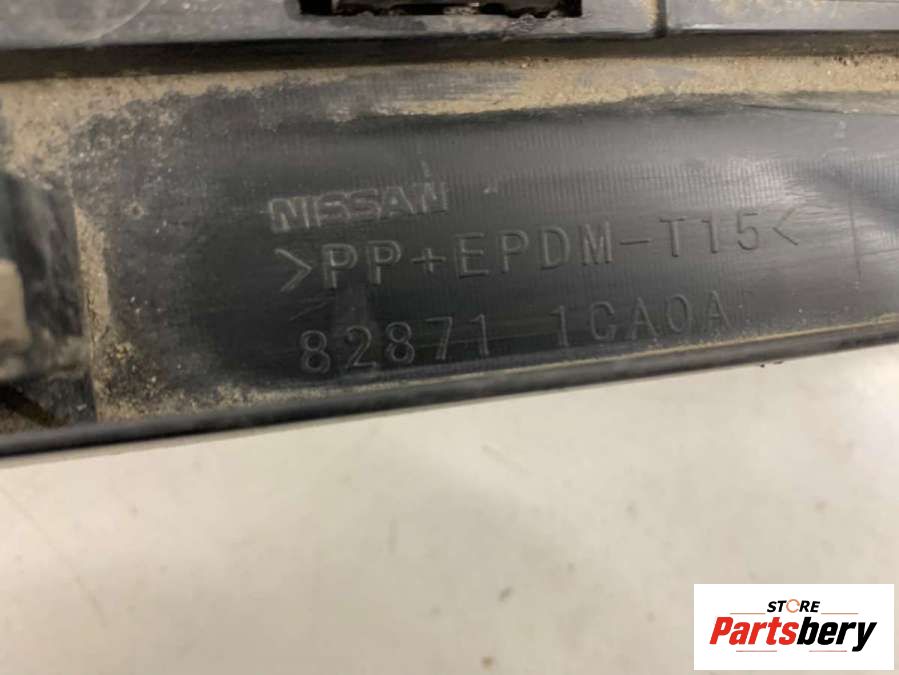 NISSAN
>PP+EPDM-T15<
82871 1CA0A
STORE
Partsbery